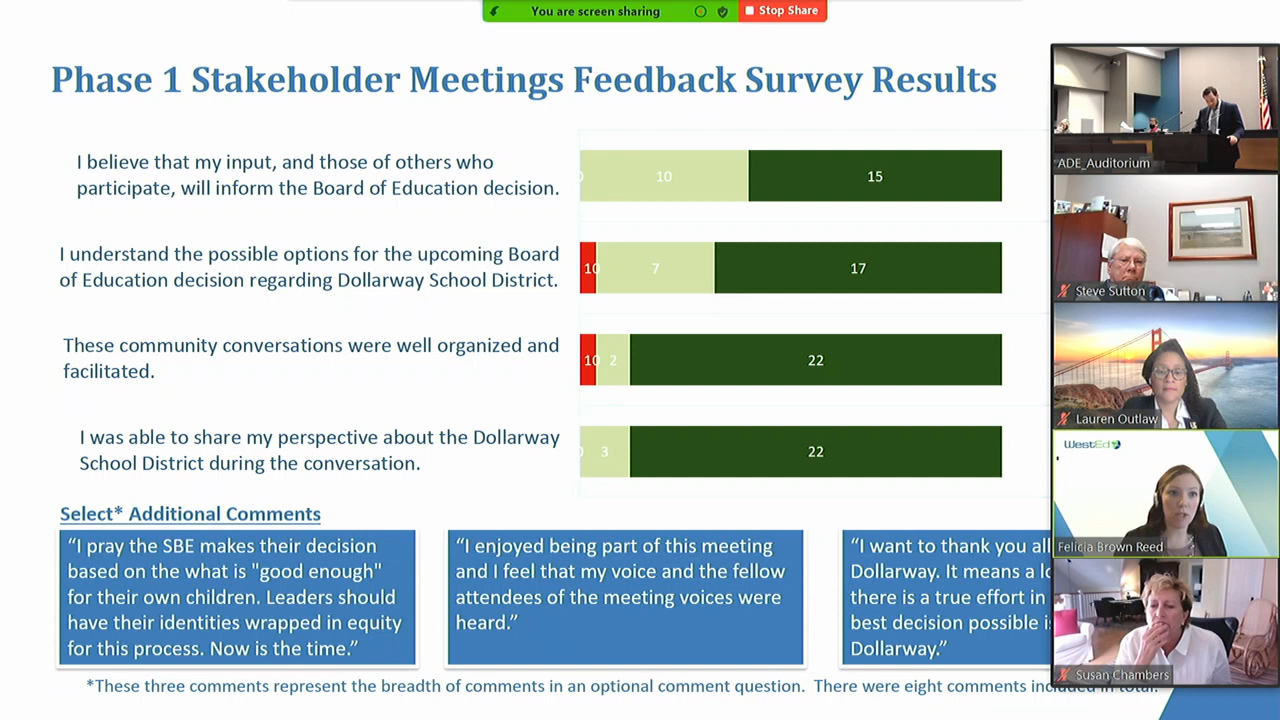 You are screen sharing
Stop Share
Phase 1 Stakeholder Meetings Feedback Survey Results
I believe that my input, and those of others who
participate, will inform the Board of Education decision.
0 10 15
I understand the possible options for the upcoming Board
of Education decision regarding Dollarway School District.
1 0 7 17
These community conversations were well organized and
facilitated.
1 0 2 22
I was able to share my perspective about the Dollarway
School District during the conversation.
0 3 22
Select* Additional Comments
“I pray the SBE makes their decision
based on the what is "good enough"
for their own children. Leaders should
have their identities wrapped in equity
for this process. Now is the time.”
“I enjoyed being part of this meeting
and I feel that my voice and the fellow
attendees of the meeting voices were
heard.”
“I want to thank you all
Dollarway. It means a lo
there is a true effort in
best decision possible i
Dollarway.”
*These three comments represent the breadth of comments in an optional comment question. There were eight comments included in total.
ADE_Auditorium
Steve Sutton
Lauren Outlaw
WestEd
Felicia Brown Reed
Susan Chambers